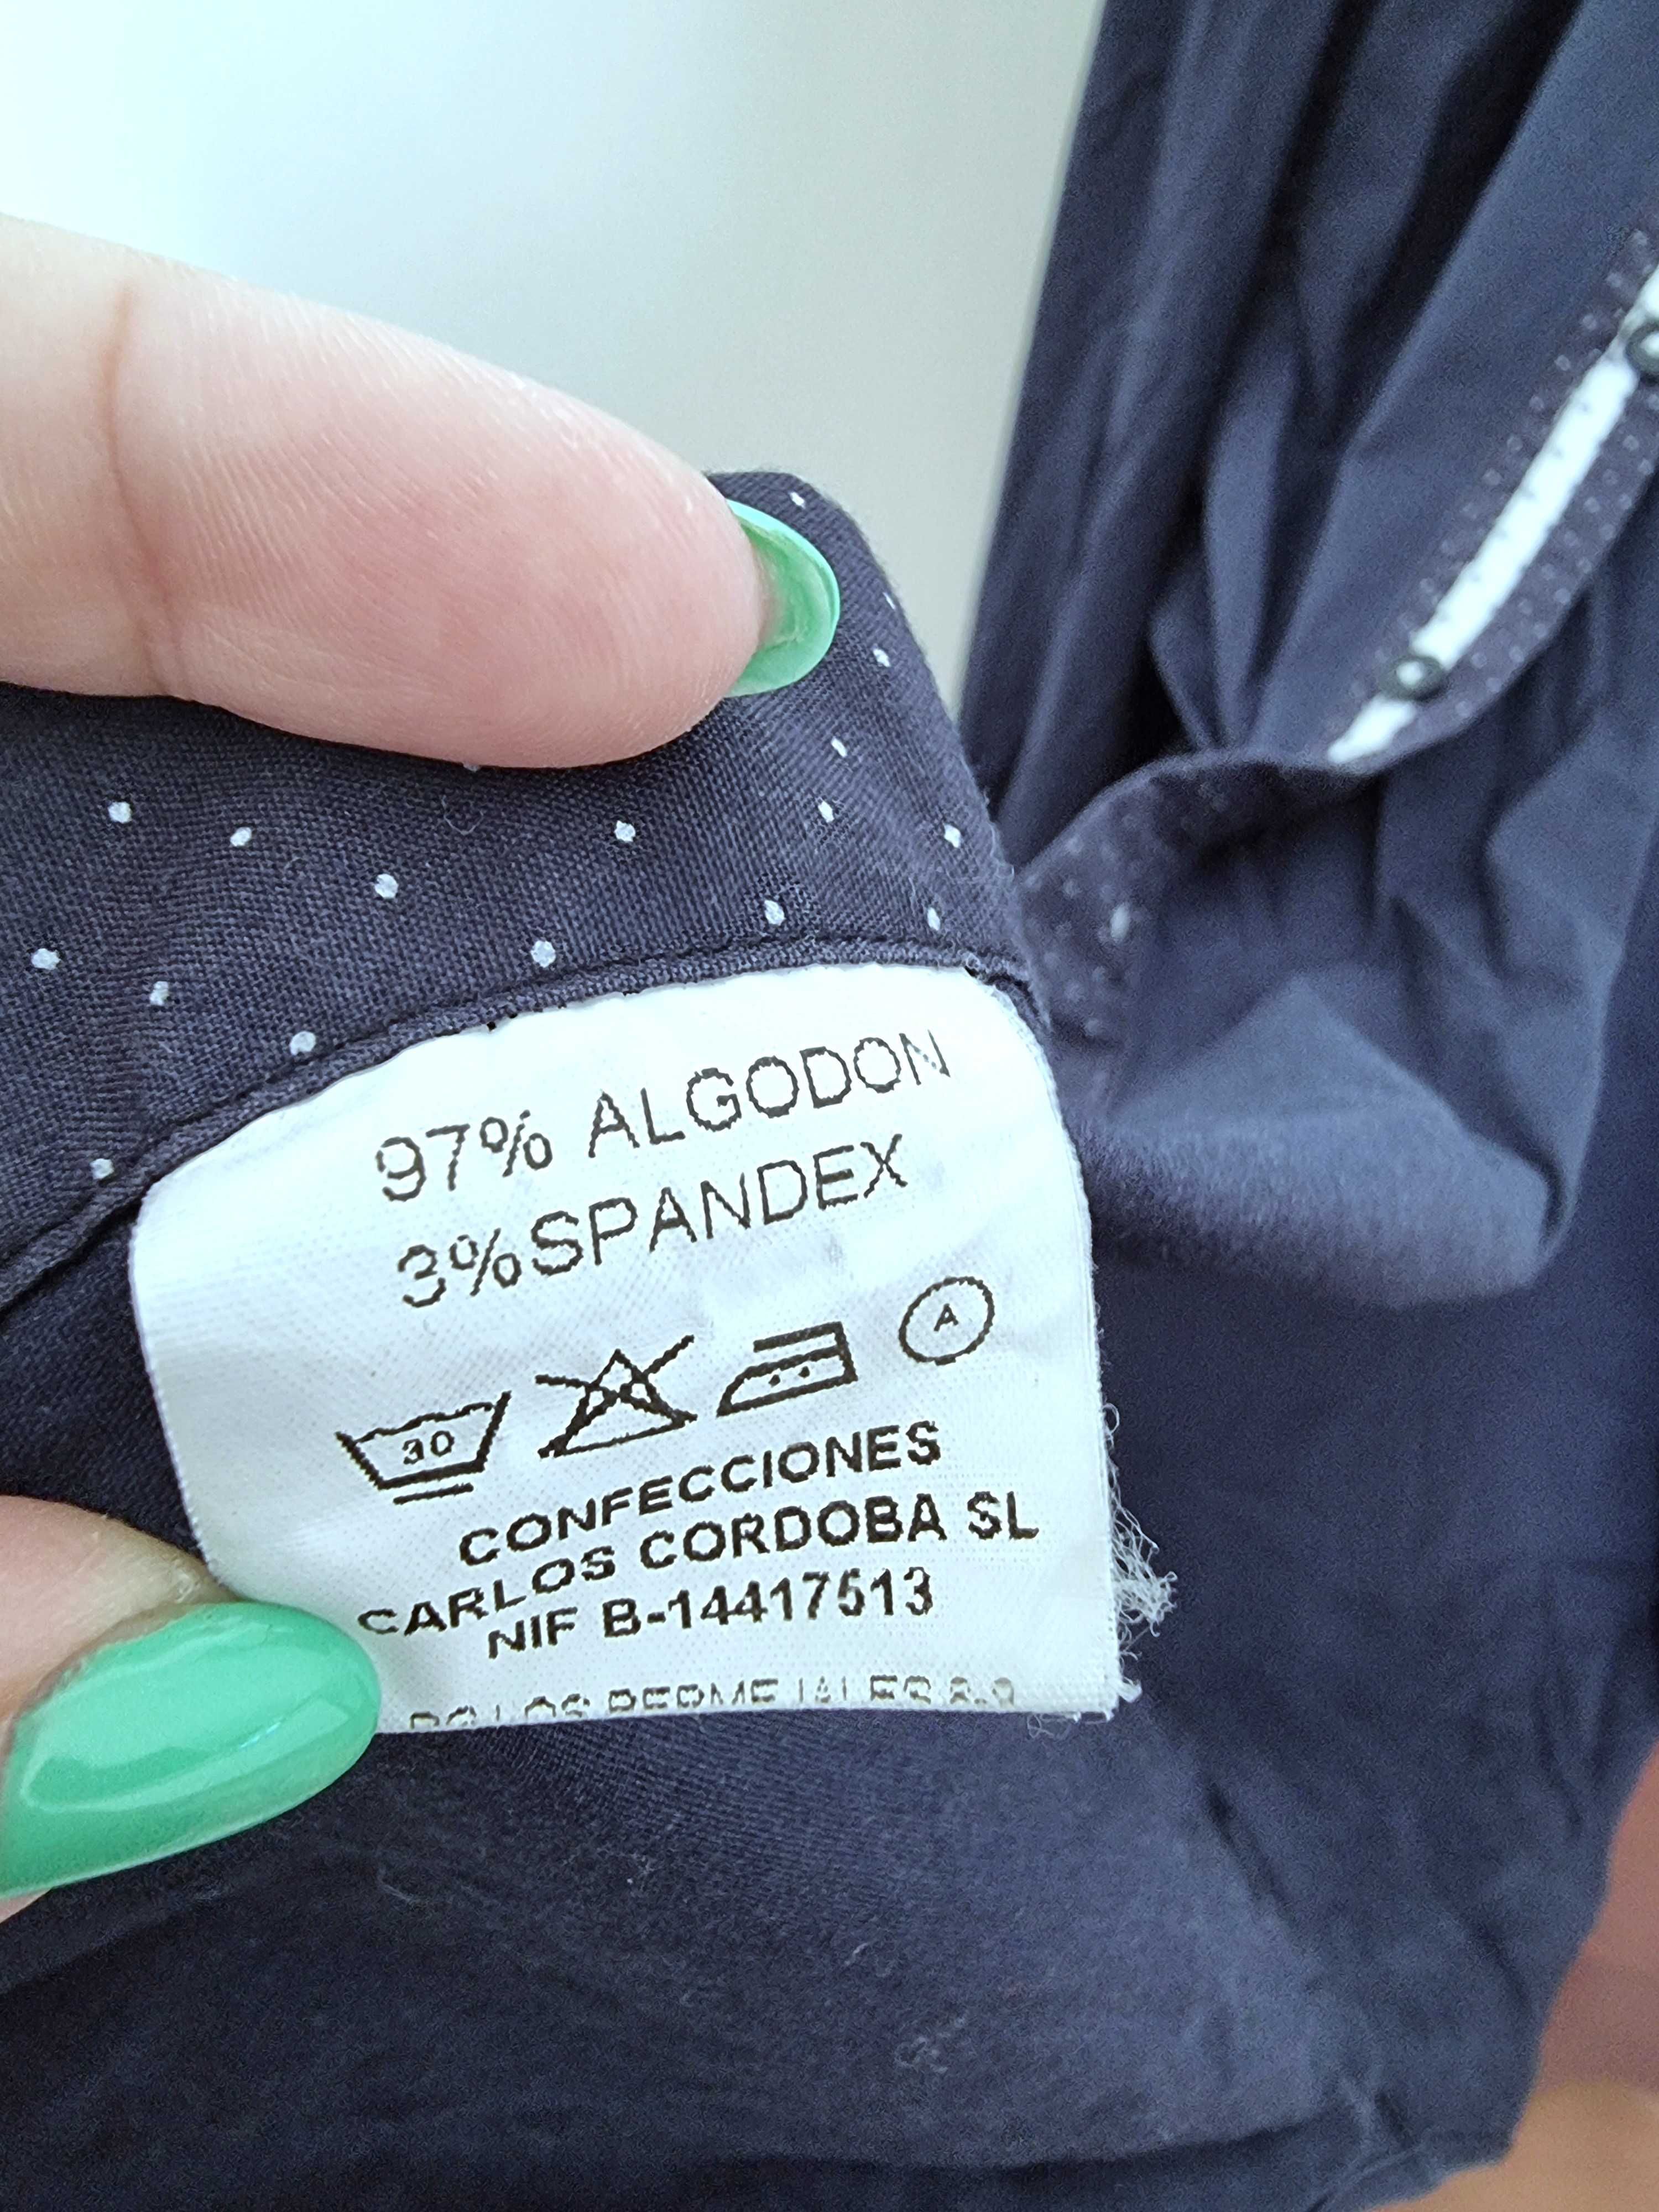 97% ALGODON
3%SPANDEX
A
30
CONFECCIONES
CARLOS CORDOBA SL
NIF B-14417513